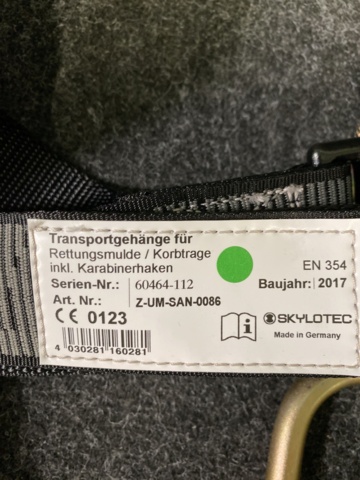 Transportgehänge für
Rettungsmulde / Korbtrage
inkl. Karabinerhaken
EN 354
Serien-Nr.: 60464-112
Baujahr: 2017
Art. Nr.: Z-UM-SAN-0086
CE 0123
i
SKYLOTEC
Made in Germany
4 030281 160281